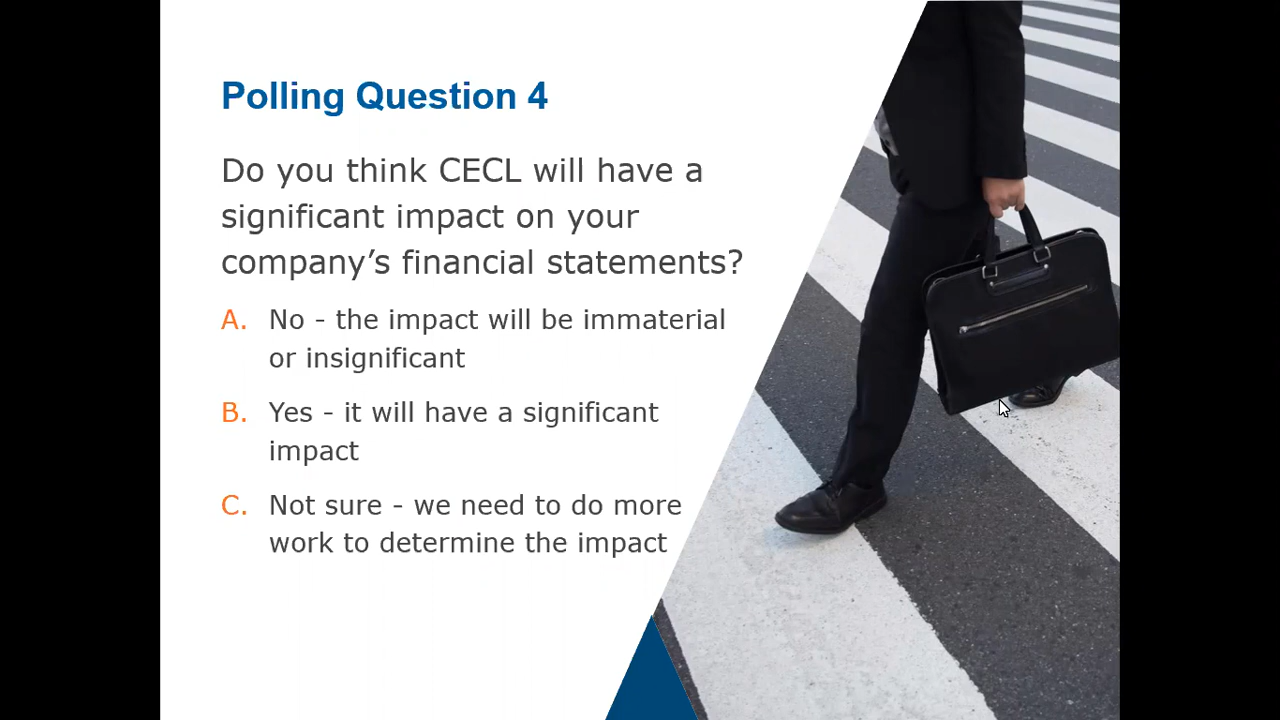 Polling Question 4
Do you think CECL will have a
significant impact on your
company’s financial statements?
A. No - the impact will be immaterial
or insignificant
B. Yes - it will have a significant
impact
C. Not sure - we need to do more
work to determine the impact